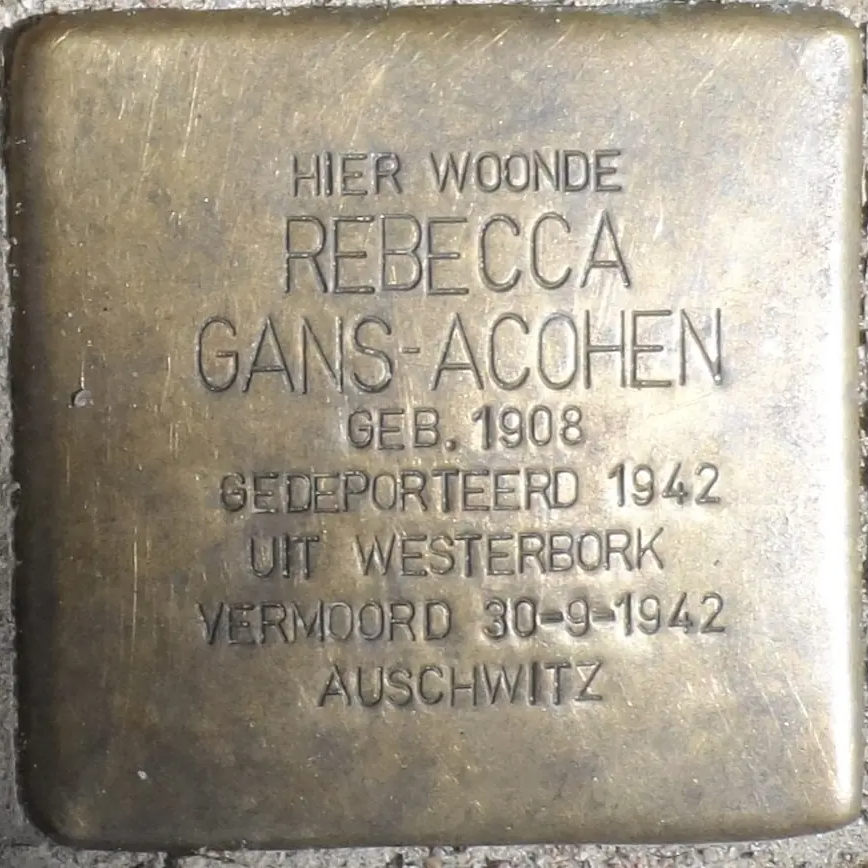 HIER WOONDE
REBECCA
GANS-ACOHEN
GEB. 1908
GEDEPORTEERD 1942
UIT WESTERBORK
VERMOORD 30-9-1942
AUSCHWITZ